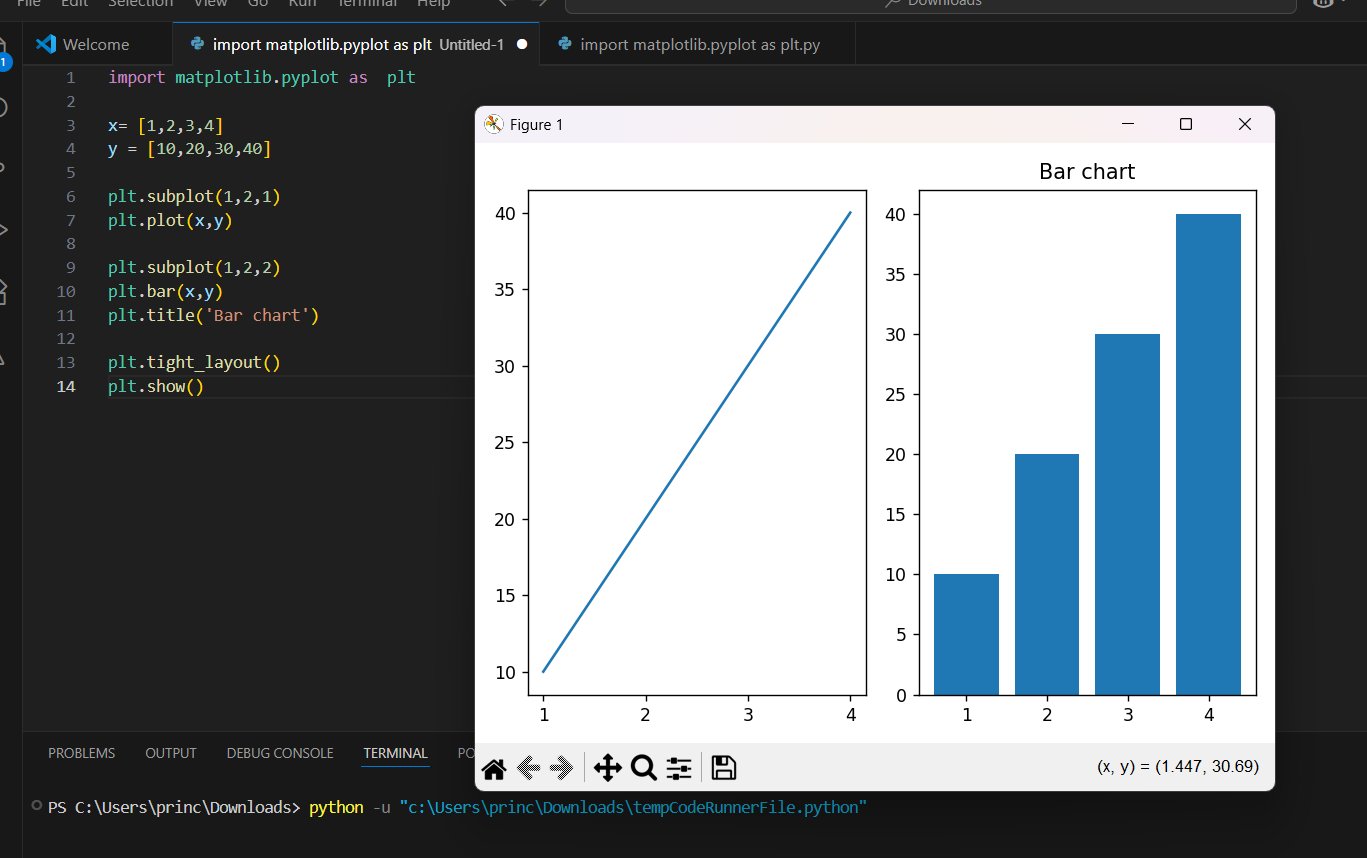 File Edit Selection View Go Run Terminal Help
Downloads
Welcome
import matplotlib.pyplot as plt Untitled-1
import matplotlib.pyplot as plt.py
1
1 import matplotlib.pyplot as  plt
2
3 x= [1,2,3,4]
4 y = [10,20,30,40]
5
6 plt.subplot(1,2,1)
7 plt.plot(x,y)
8
9 plt.subplot(1,2,2)
10 plt.bar(x,y)
11 plt.title('Bar chart')
12
13 plt.tight_layout()
14 plt.show()
Figure 1
40
35
30
25
20
15
10
1 2 3 4
Bar chart
40
35
30
25
20
15
10
5
0
1 2 3 4
(x, y) = (1.447, 30.69)
PROBLEMS OUTPUT DEBUG CONSOLE TERMINAL PO
PS C:\Users\princ\Downloads> python -u "c:\Users\princ\Downloads\tempCodeRunnerFile.python"